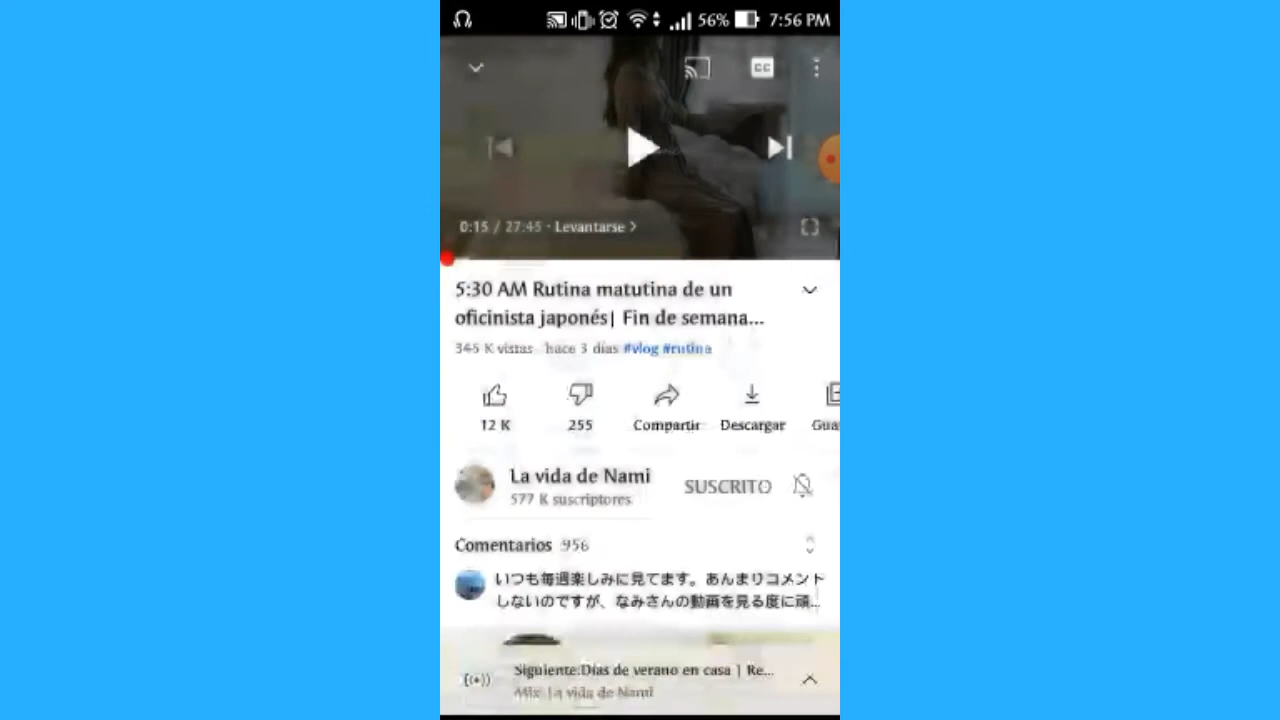 56% 7:56 PM
CC
0:15 / 27:45 · Levantarse >
5:30 AM Rutina matutina de un
oficinista japonés| Fin de semana...
345 K vistas hace 3 días #vlog #rutina
12 K 255 Compartir Descargar Gua
La vida de Nami
577 K suscriptores
SUSCRITO
Comentarios 956
いつも毎週楽しみに見てます。あんまりコメント
しないのですが、なみさんの動画を見る度に頑...
Siguiente:Días de verano en casa | Re...
Mix: La vida de Nami